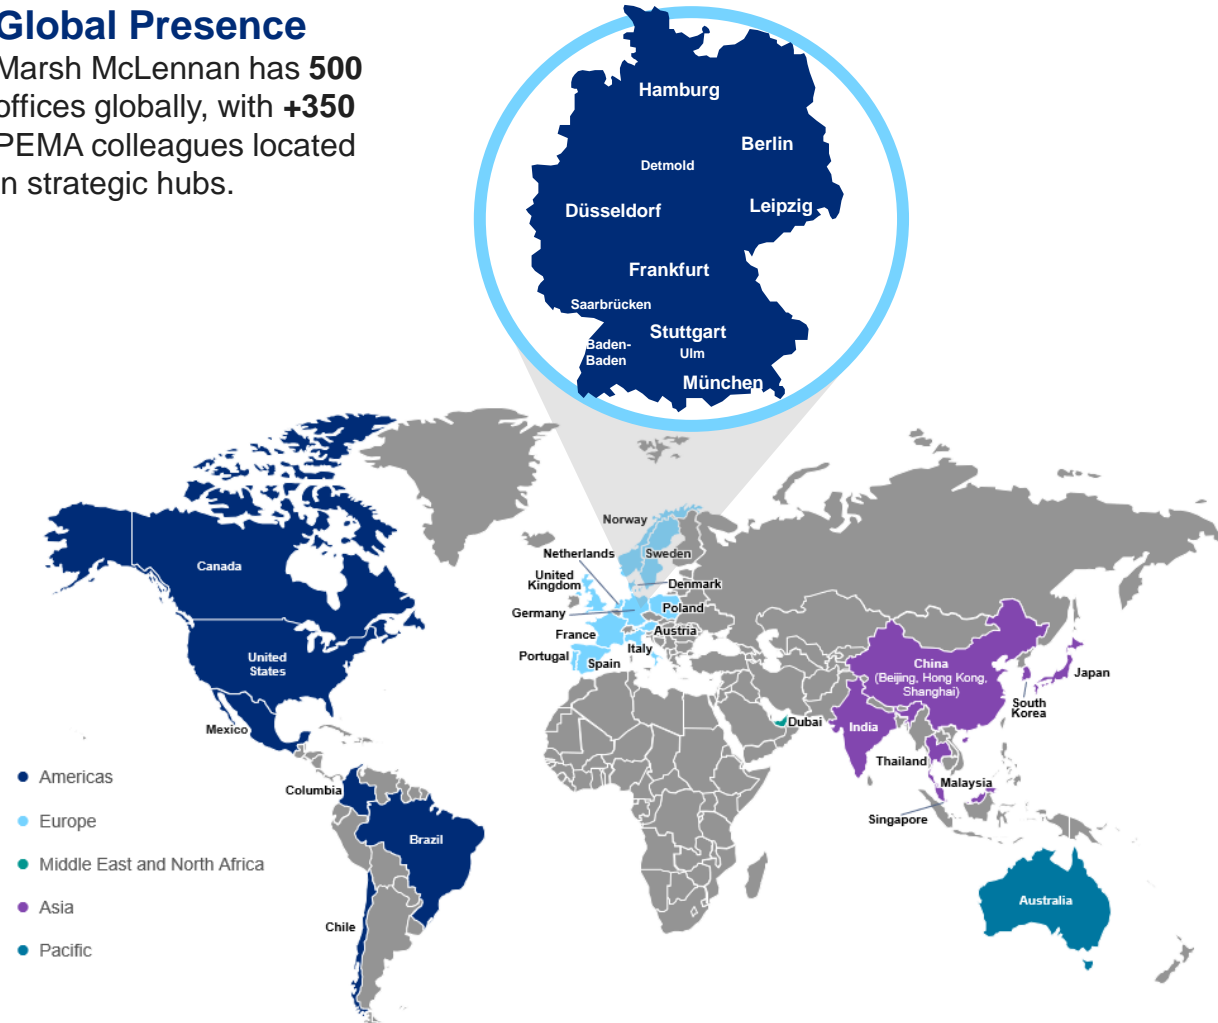 Global Presence
Marsh McLennan has 500
offices globally, with +350
PEMA colleagues located
in strategic hubs.
Hamburg
Berlin
Detmold
Düsseldorf
Leipzig
Frankfurt
Saarbrücken
Stuttgart
Baden-
Baden
Ulm
München
Norway
Netherlands
Sweden
United
Kingdom
Denmark
Germany
Poland
France
Austria
Italy
Portugal
Spain
Canada
United
States
Mexico
China
(Beijing, Hong Kong,
Shanghai)
Japan
South
Korea
Dubai
India
Thailand
Malaysia
Singapore
Columbia
Brazil
Chile
Australia
Americas
Europe
Middle East and North Africa
Asia
Pacific